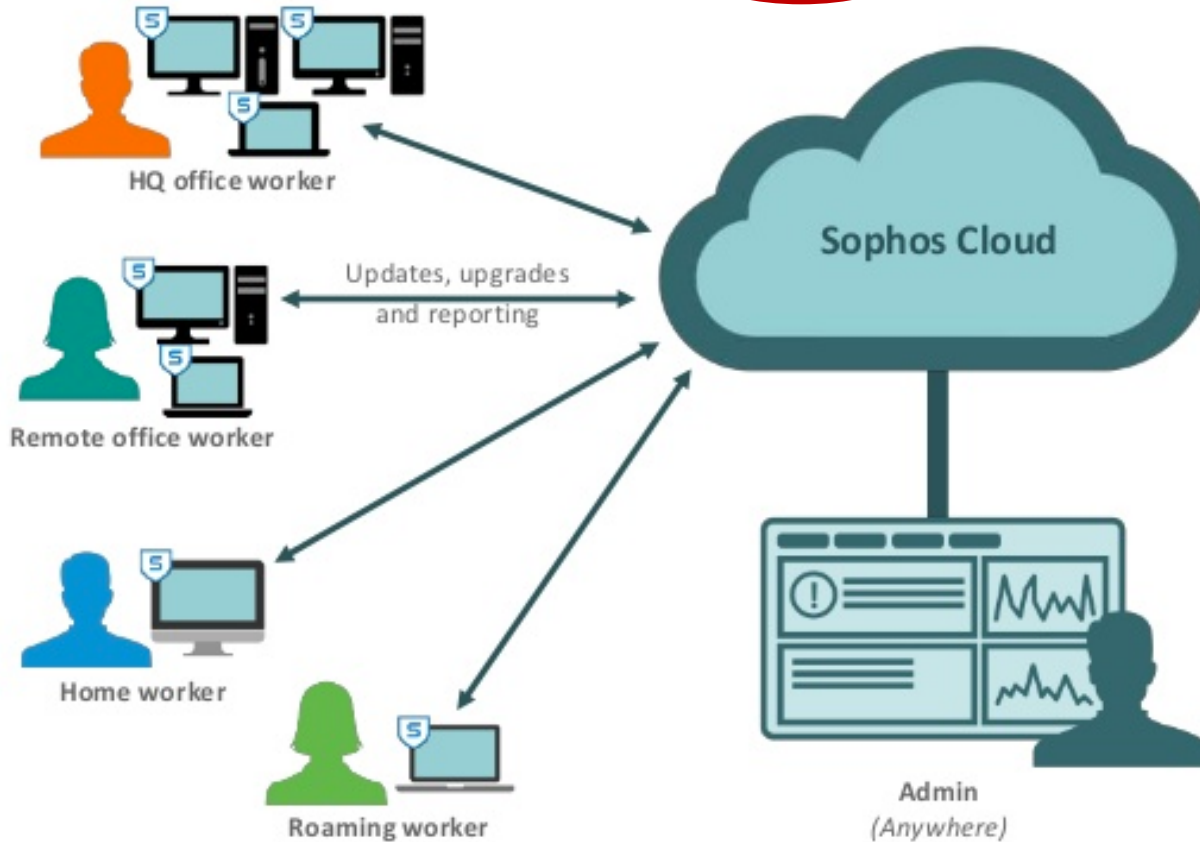 S
S
S
HQ office worker
Sophos Cloud
S
Updates, upgrades
and reporting
S
Remote office worker
S
Home worker
S
Roaming worker
Admin
(Anywhere)